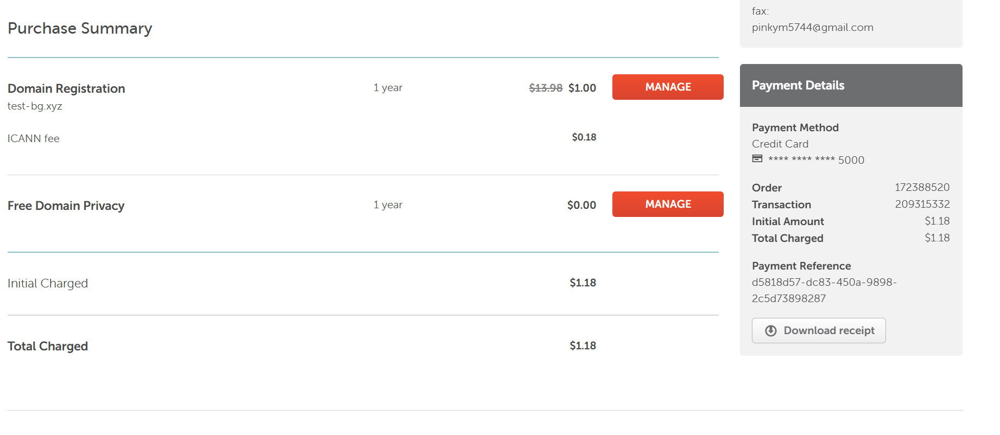 Purchase Summary
Domain Registration 1 year $13.98 $1.00 MANAGE
test-bg.xyz
ICANN fee $0.18
Free Domain Privacy 1 year $0.00 MANAGE
Initial Charged $1.18
Total Charged $1.18
fax:
pinkym5744@gmail.com
Payment Details
Payment Method
Credit Card
**** **** **** 5000
Order 172388520
Transaction 209315332
Initial Amount $1.18
Total Charged $1.18
Payment Reference
d5818d57-dc83-450a-9898-
2c5d73898287
Download receipt